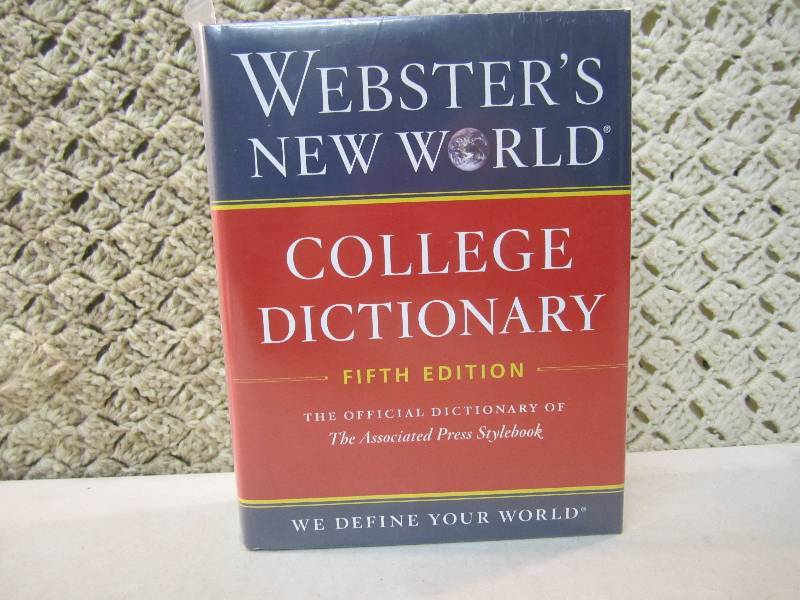 WEBSTER'S
NEW WORLD®
COLLEGE
DICTIONARY
FIFTH EDITION
THE OFFICIAL DICTIONARY OF
The Associated Press Stylebook
WE DEFINE YOUR WORLD®